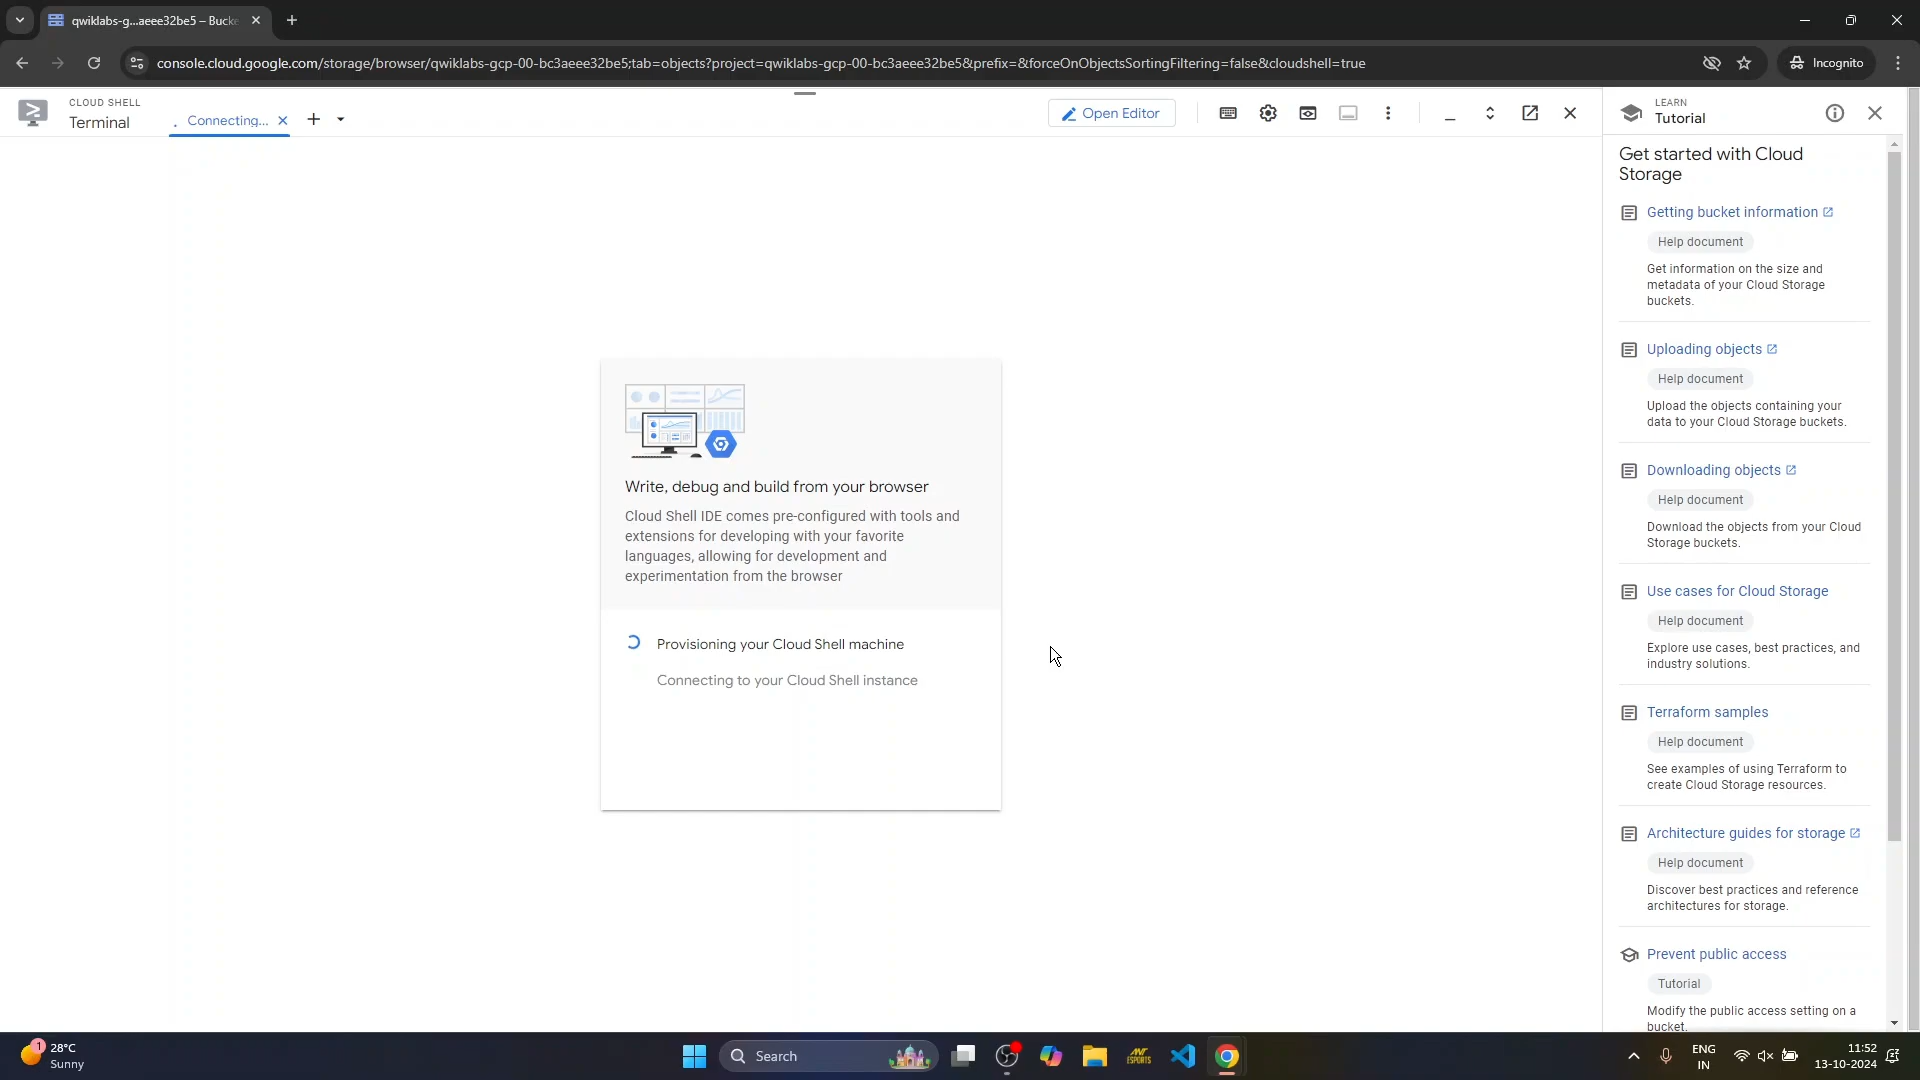 qwiklabs-g...aeee32be5 – Bucke
console.cloud.google.com/storage/browser/qwiklabs-gcp-00-bc3aeee32be5;tab=objects?project=qwiklabs-gcp-00-bc3aeee32be5&prefix=&forceOnObjectsSortingFiltering=false&cloudshell=true
Incognito
CLOUD SHELL
Terminal
Connecting...
Open Editor
LEARN
Tutorial
Get started with Cloud
Storage
Getting bucket information
Help document
Get information on the size and
metadata of your Cloud Storage
buckets.
Uploading objects
Help document
Upload the objects containing your
data to your Cloud Storage buckets.
Downloading objects
Help document
Download the objects from your Cloud
Storage buckets.
Use cases for Cloud Storage
Help document
Explore use cases, best practices, and
industry solutions.
Terraform samples
Help document
See examples of using Terraform to
create Cloud Storage resources.
Architecture guides for storage
Help document
Discover best practices and reference
architectures for storage.
Prevent public access
Tutorial
Modify the public access setting on a
bucket.
Write, debug and build from your browser
Cloud Shell IDE comes pre-configured with tools and
extensions for developing with your favorite
languages, allowing for development and
experimentation from the browser
Provisioning your Cloud Shell machine
Connecting to your Cloud Shell instance
1
28°C
Sunny
Search
ANT
ESPORTS
ENG
IN
11:52
13-10-2024